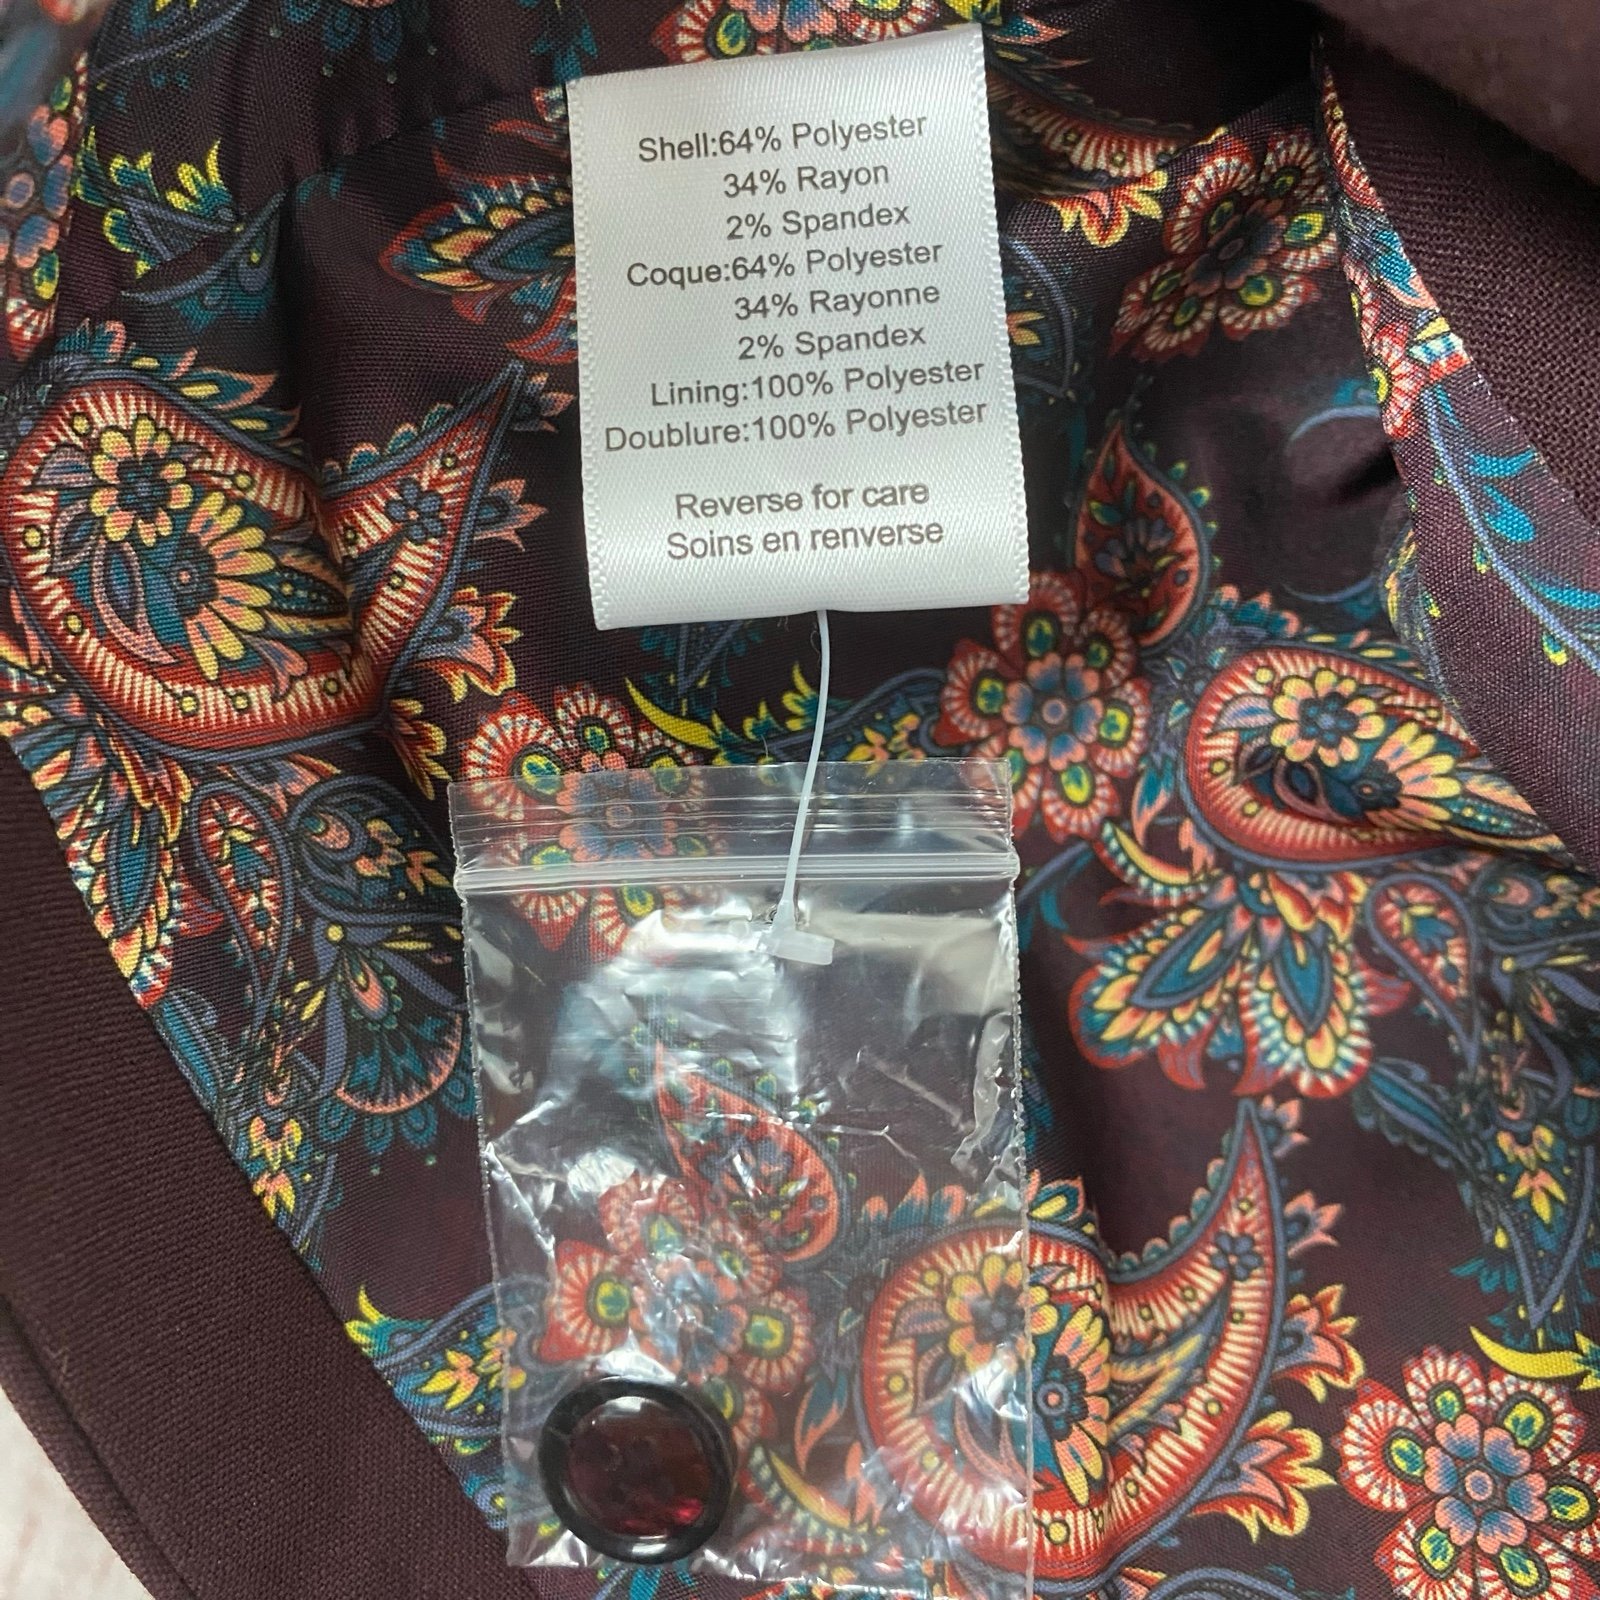 Shell:64% Polyester
34% Rayon
2% Spandex
Coque:64% Polyester
34% Rayonne
2% Spandex
Lining:100% Polyester
Doublure:100% Polyester
Reverse for care
Soins en renverse